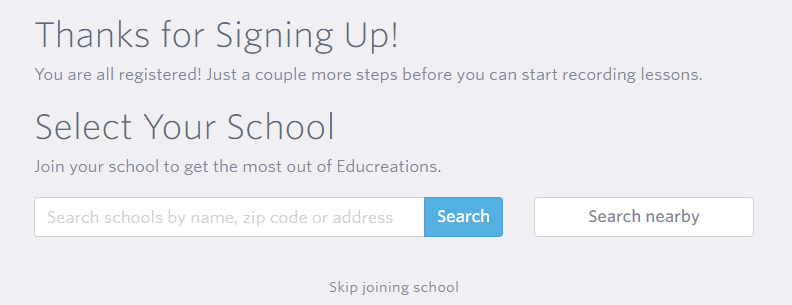 Thanks for Signing Up!
You are all registered! Just a couple more steps before you can start recording lessons.
Select Your School
Join your school to get the most out of Educreations.
Search schools by name, zip code or address Search Search nearby
Skip joining school